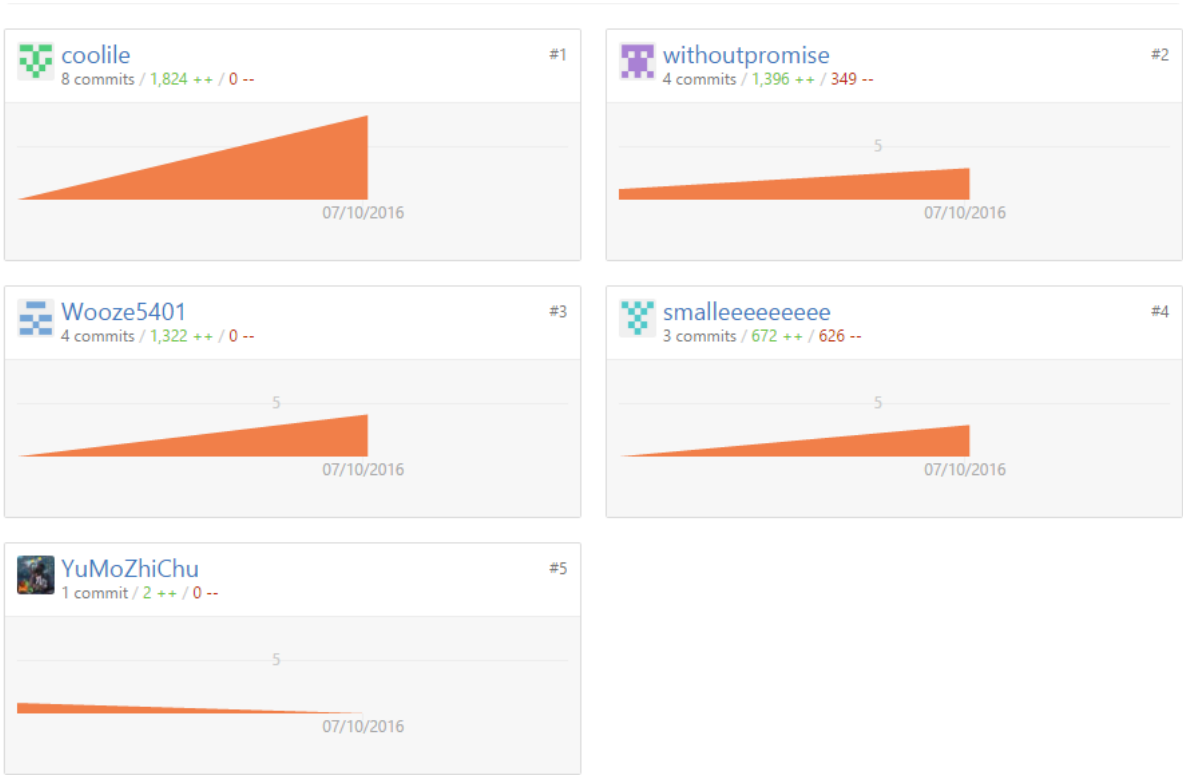 coolile
#1
8 commits / 1,824 ++ / 0 --
07/10/2016
withoutpromise
#2
4 commits / 1,396 ++ / 349 --
5
07/10/2016
Wooze5401
#3
4 commits / 1,322 ++ / 0 --
5
07/10/2016
smalleeeeeeeee
#4
3 commits / 672 ++ / 626 --
5
07/10/2016
YuMoZhiChu
#5
1 commit / 2 ++ / 0 --
5
07/10/2016